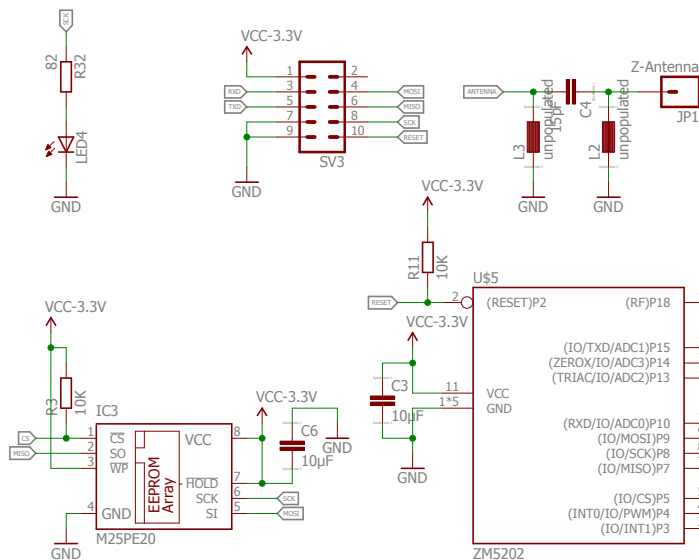 SCK
82
R32
LED4
GND
VCC-3.3V
1
2
RXD
3
4
MOSI
TXD
5
6
MISO
7
8
SCK
9
10
RESET
SV3
GND
ANTENNA
15pF
C4
Z-Antenna
JP1
L3
unpopulated
L2
unpopulated
GND
GND
VCC-3.3V
R11
10K
RESET
2
U$5
(RESET)P2
(RF)P18
VCC-3.3V
(IO/TXD/ADC1)P15
(ZEROX/IO/ADC3)P14
(TRIAC/IO/ADC2)P13
C3
10µF
11
VCC
1*5
GND
(RXD/IO/ADC0)P10
(IO/MOSI)P9
(IO/SCK)P8
(IO/MISO)P7
(IO/CS)P5
(INT0/IO/PWM)P4
(IO/INT1)P3
GND
ZM5202
VCC-3.3V
R3
10K
IC3
VCC-3.3V
CS
1
CS
VCC
8
MISO
2
SO
3
WP
HOLD
7
SCK
6
SCK
4
GND
SI
5
MOSI
EEPROM
Array
M25PE20
C6
10µF
GND
GND